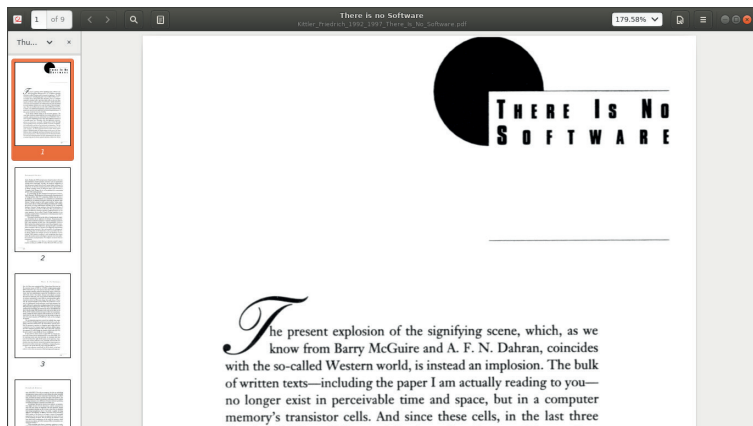 1 of 9
There is no Software
Kittler_Friedrich_1992_1997_There_Is_No_Software.pdf
179.58%
Thu...
1
2
3
THERE IS NO
SOFTWARE
The present explosion of the signifying scene, which, as we
know from Barry McGuire and A. F. N. Dahran, coincides
with the so-called Western world, is instead an implosion. The bulk
of written texts—including the paper I am actually reading to you—
no longer exist in perceivable time and space, but in a computer
memory's transistor cells. And since these cells, in the last three